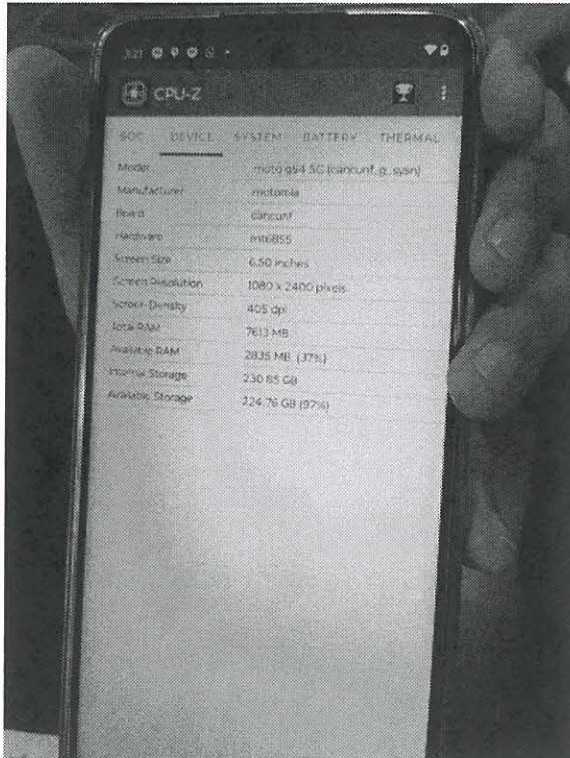 3:21
CPU-Z
SOC DEVICE SYSTEM BATTERY THERMAL
Model moto g54 5G (cancunf_g_sysn)
Manufacturer motorola
Board cancunf
Hardware mt6855
Screen Size 6.50 inches
Screen Resolution 1080 x 2400 pixels
Screen Density 405 dpi
Total RAM 7613 MB
Available RAM 2835 MB (37%)
Internal Storage 230.85 GB
Available Storage 224.76 GB (97%)